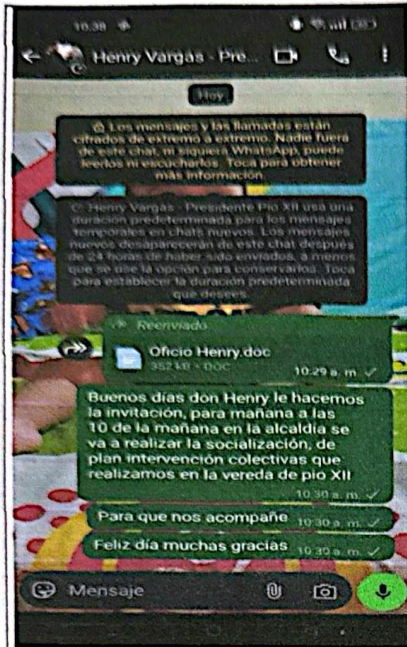 10:38
Henry Vargas - Pre...
Hoy
Los mensajes y las llamadas están
cifrados de extremo a extremo. Nadie fuera
de este chat, ni siquiera WhatsApp, puede
leerlos ni escucharlos. Toca para obtener
más información.
Henry Vargas - Presidente Pio XII usa una
duración predeterminada para los mensajes
temporales en chats nuevos. Los mensajes
nuevos desaparecerán de este chat después
de 24 horas de haber sido enviados, a menos
que se use la opción para conservarlos. Toca
para establecer la duración predeterminada
que desees.
Reenviado
Oficio Henry.doc
352 kB • DOC
10:29 a. m.
Buenos días don Henry le hacemos
la invitación, para mañana a las
10 de la mañana en la alcaldía se
va a realizar la socialización, de
plan intervención colectivas que
realizamos en la vereda de pio XII
10:30 a. m.
Para que nos acompañe 10:30 a. m.
Feliz día muchas gracias 10:30 a. m.
Mensaje